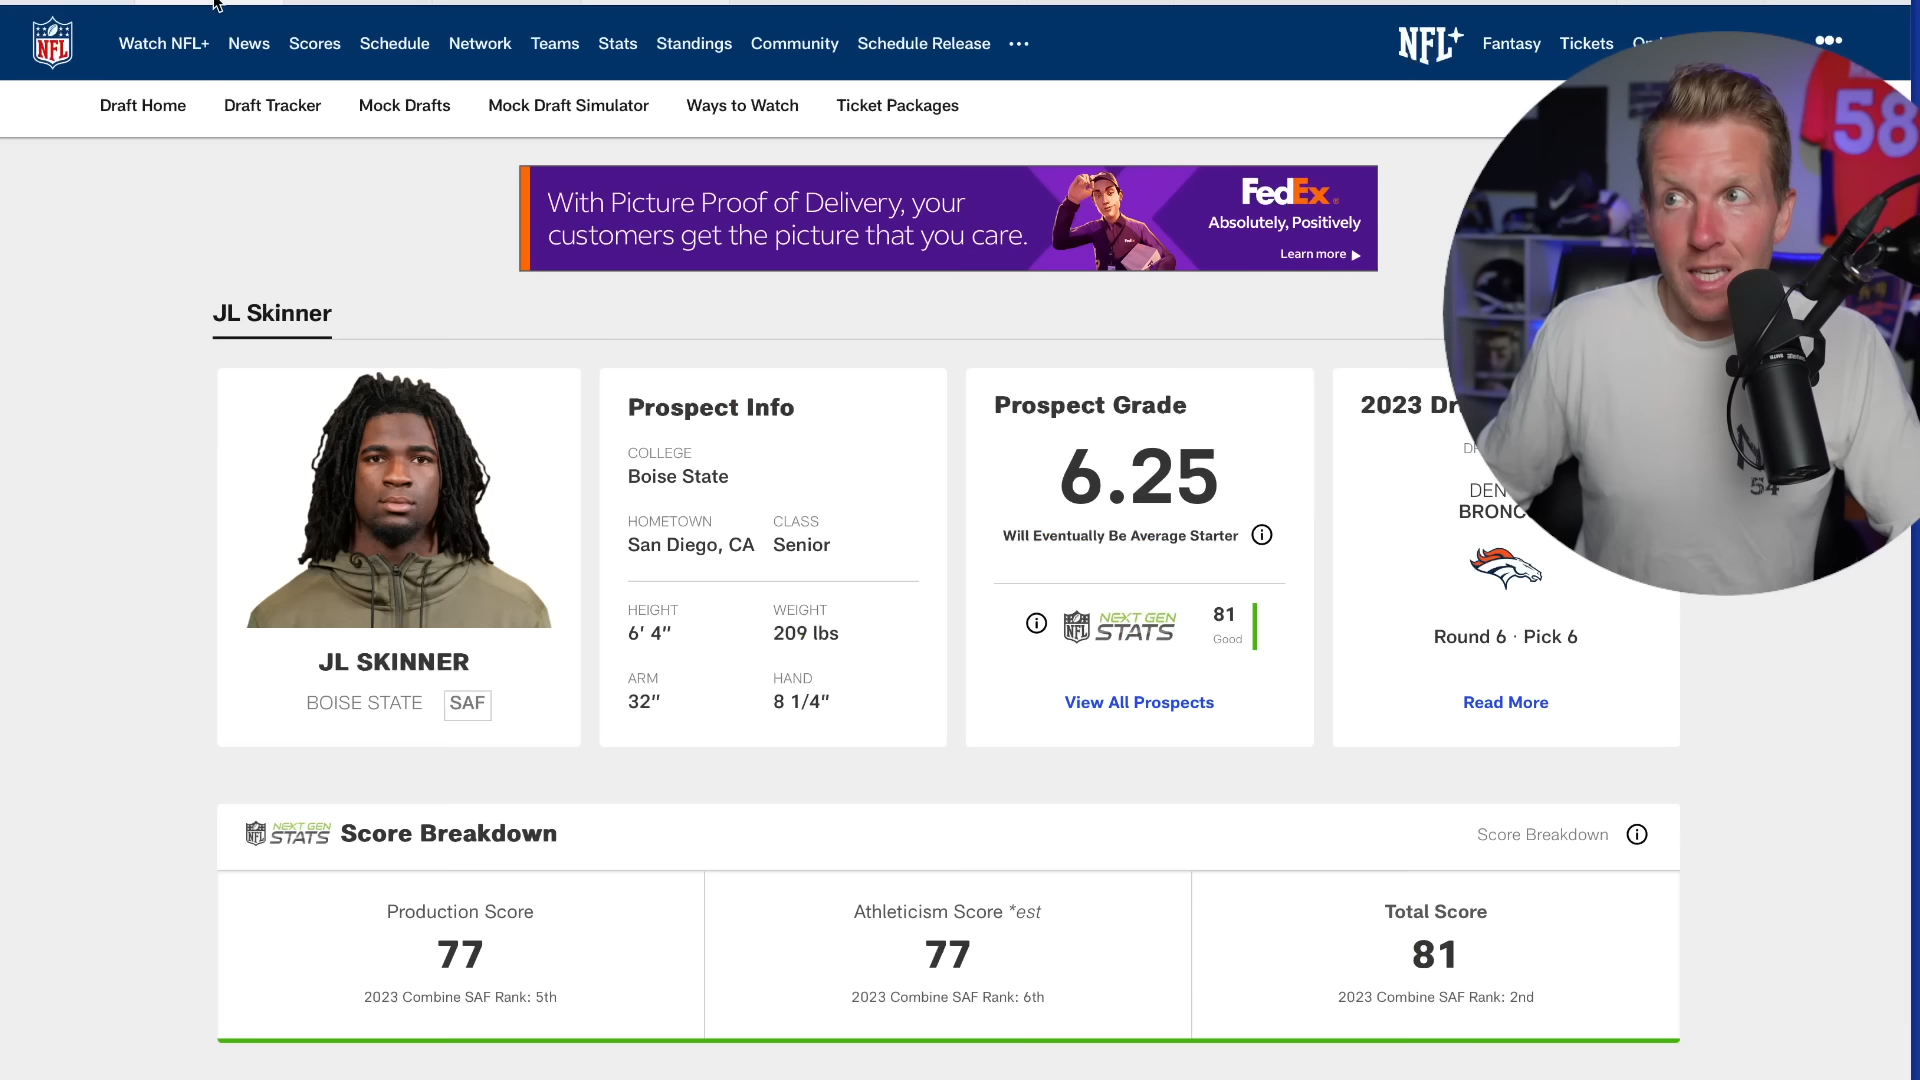 Watch NFL+ News Scores Schedule Network Teams Stats Standings Community Schedule Release ••• NFL+ Fantasy Tickets •••
NFL
Draft Home Draft Tracker Mock Drafts Mock Draft Simulator Ways to Watch Ticket Packages
58
With Picture Proof of Delivery, your
customers get the picture that you care.
FedEx
Absolutely, Positively
Learn more ▶
JL Skinner
JL SKINNER
BOISE STATE SAF
Prospect Info
COLLEGE
Boise State
HOMETOWN CLASS
San Diego, CA Senior
HEIGHT WEIGHT
6' 4" 209 lbs
ARM HAND
32" 8 1/4"
Prospect Grade
6.25
Will Eventually Be Average Starter
NFL NEXT GEN STATS 81
Good
View All Prospects
2023 Dr
DEN
BRONC
54
Round 6 · Pick 6
Read More
NFL NEXT GEN STATS Score Breakdown Score Breakdown
Production Score
77
2023 Combine SAF Rank: 5th
Athleticism Score *est
77
2023 Combine SAF Rank: 6th
Total Score
81
2023 Combine SAF Rank: 2nd